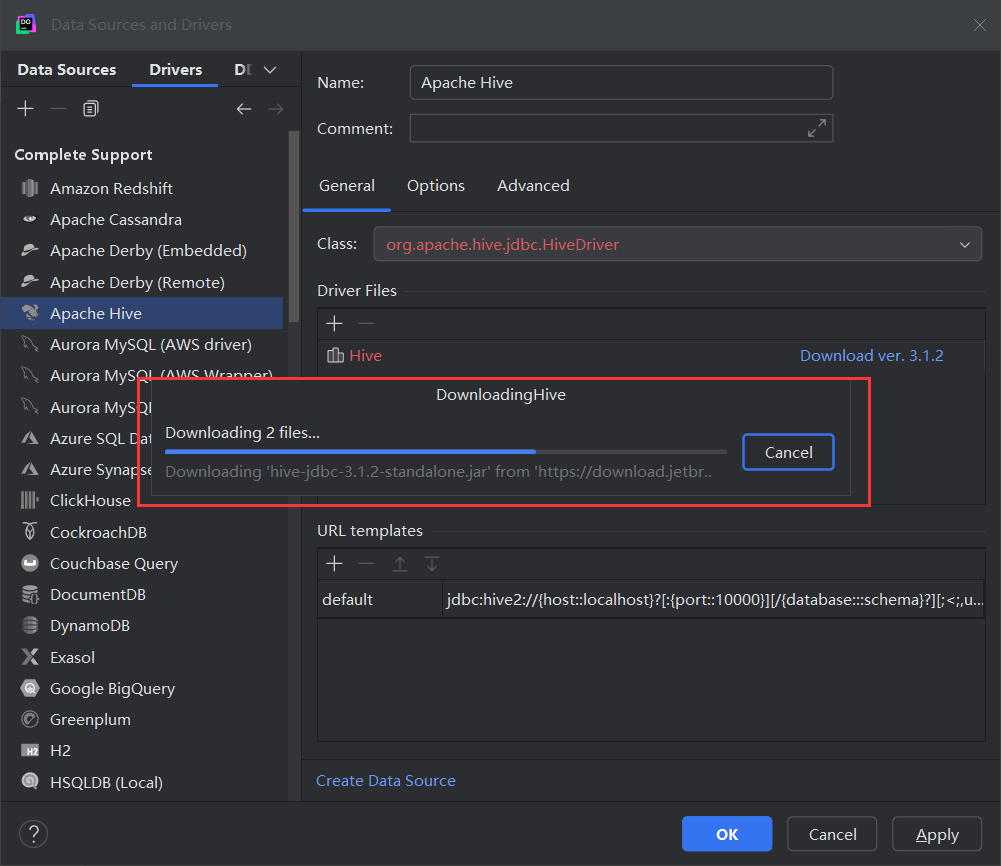 Data Sources and Drivers
Data Sources Drivers
Name: Apache Hive
Comment:
Complete Support
Amazon Redshift
Apache Cassandra
Apache Derby (Embedded)
Apache Derby (Remote)
Apache Hive
Aurora MySQL (AWS driver)
Aurora MySQL (AWS Wrapper)
Aurora MySQL
Azure SQL Dat
Azure Synapse
ClickHouse
CockroachDB
Couchbase Query
DocumentDB
DynamoDB
Exasol
Google BigQuery
Greenplum
H2
HSQLDB (Local)
General Options Advanced
Class: org.apache.hive.jdbc.HiveDriver
Driver Files
Hive Download ver. 3.1.2
DownloadingHive
Downloading 2 files...
Downloading 'hive-jdbc-3.1.2-standalone.jar' from 'https://download.jetbr..
Cancel
URL templates
default jdbc:hive2://{host::localhost}?[:{port::10000}][/{database:::schema}?][;<;,u...
Create Data Source
? OK Cancel Apply